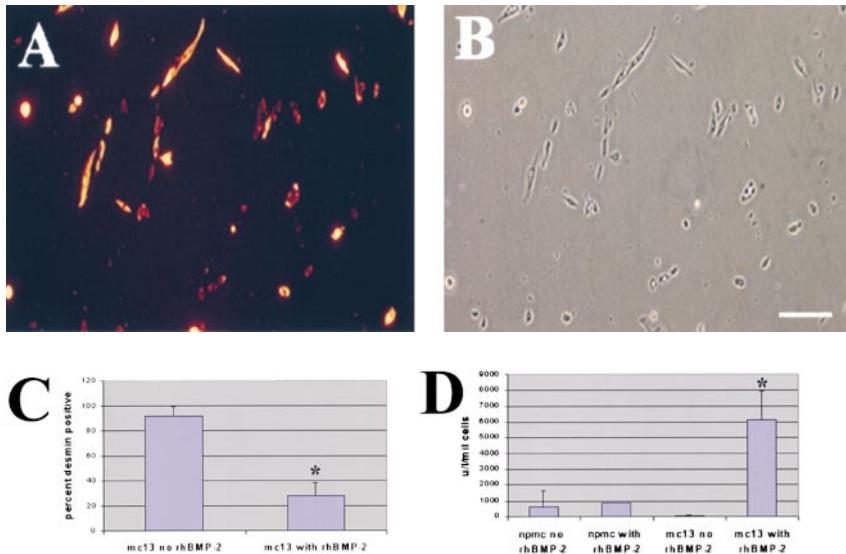 A
B
C
120
100
80
60
40
20
0
percent desmin positive
*
mc13 no rhBMP-2
mc13 with rhBMP-2
D
9000
8000
7000
6000
5000
4000
3000
2000
1000
0
u/l/mil cells
*
npmc no rhBMP-2
npmc with rhBMP-2
mc13 no rhBMP-2
mc13 with rhBMP-2